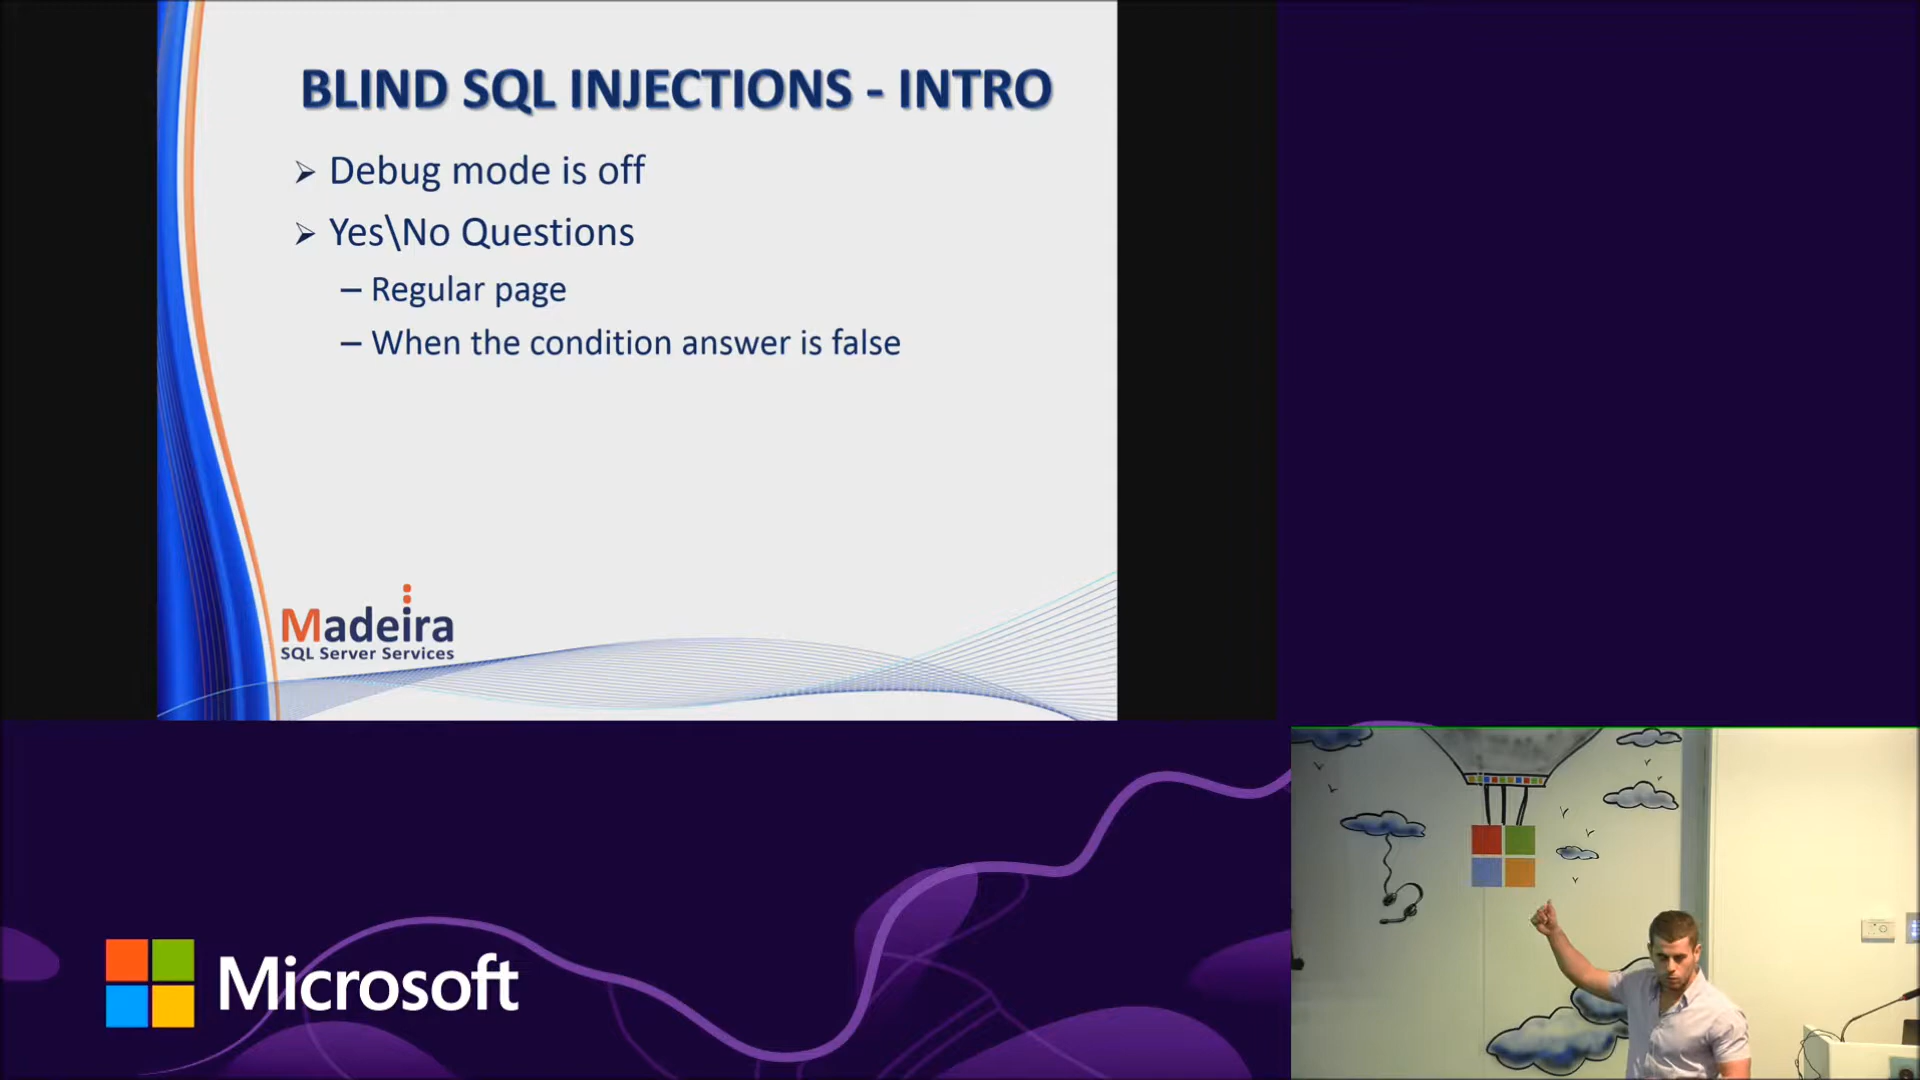 BLIND SQL INJECTIONS - INTRO
➢ Debug mode is off
➢ Yes\No Questions
– Regular page
– When the condition answer is false
Madeira
SQL Server Services
Microsoft